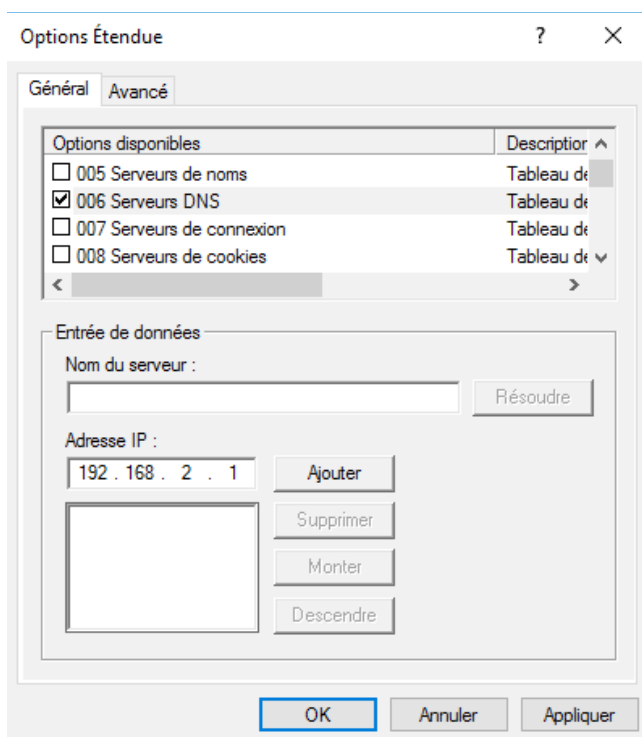 Options Étendue ?
Général Avancé
Options disponibles Description
005 Serveurs de noms Tableau de
006 Serveurs DNS Tableau de
007 Serveurs de connexion Tableau de
008 Serveurs de cookies Tableau de
Entrée de données
Nom du serveur :
Résoudre
Adresse IP :
192 . 168 . 2 . 1 Ajouter
Supprimer
Monter
Descendre
OK Annuler Appliquer